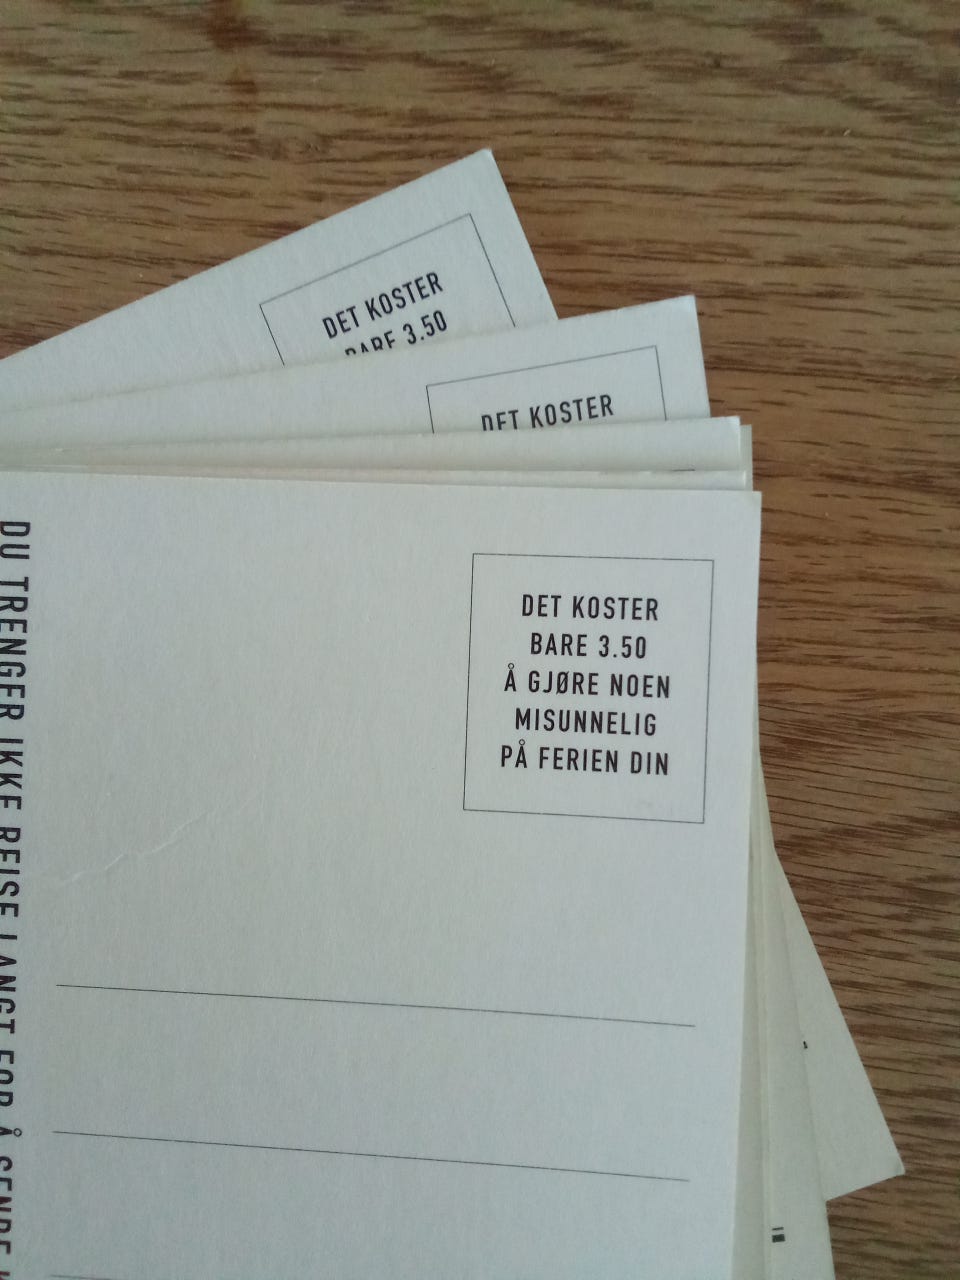 DET KOSTER
BARE 3.50
DET KOSTER
DET KOSTER
BARE 3.50
Å GJØRE NOEN
MISUNNELIG
PÅ FERIEN DIN
DU TRENGER IKKE REISE LANGT FOR Å SENDE